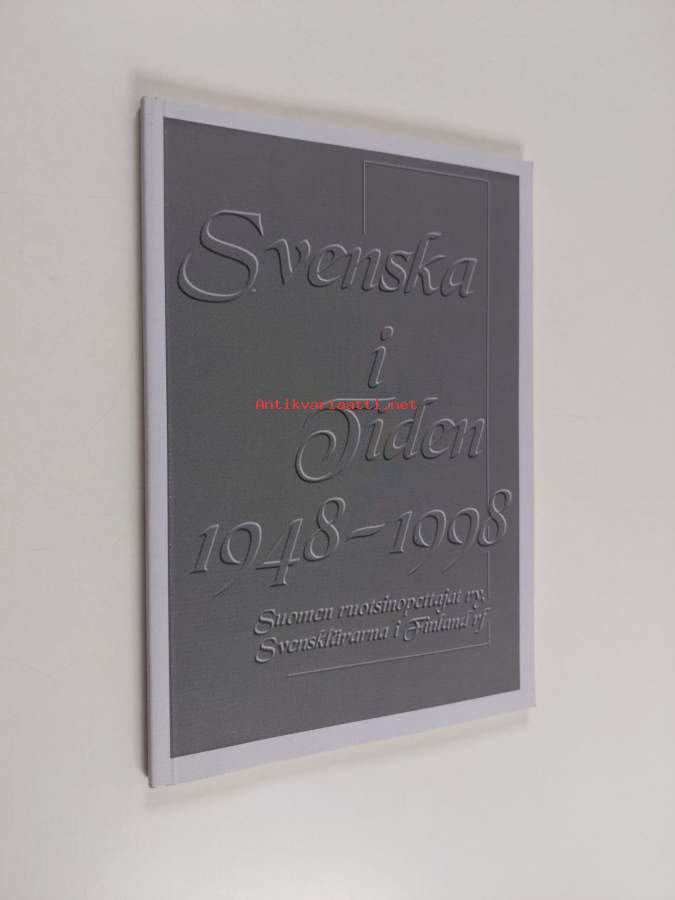 Svenska
i
Antikvariaatti.net
Tiden
1948-1998
Suomen ruotsinopettajat ry.
Svensklärarna i Finland rf